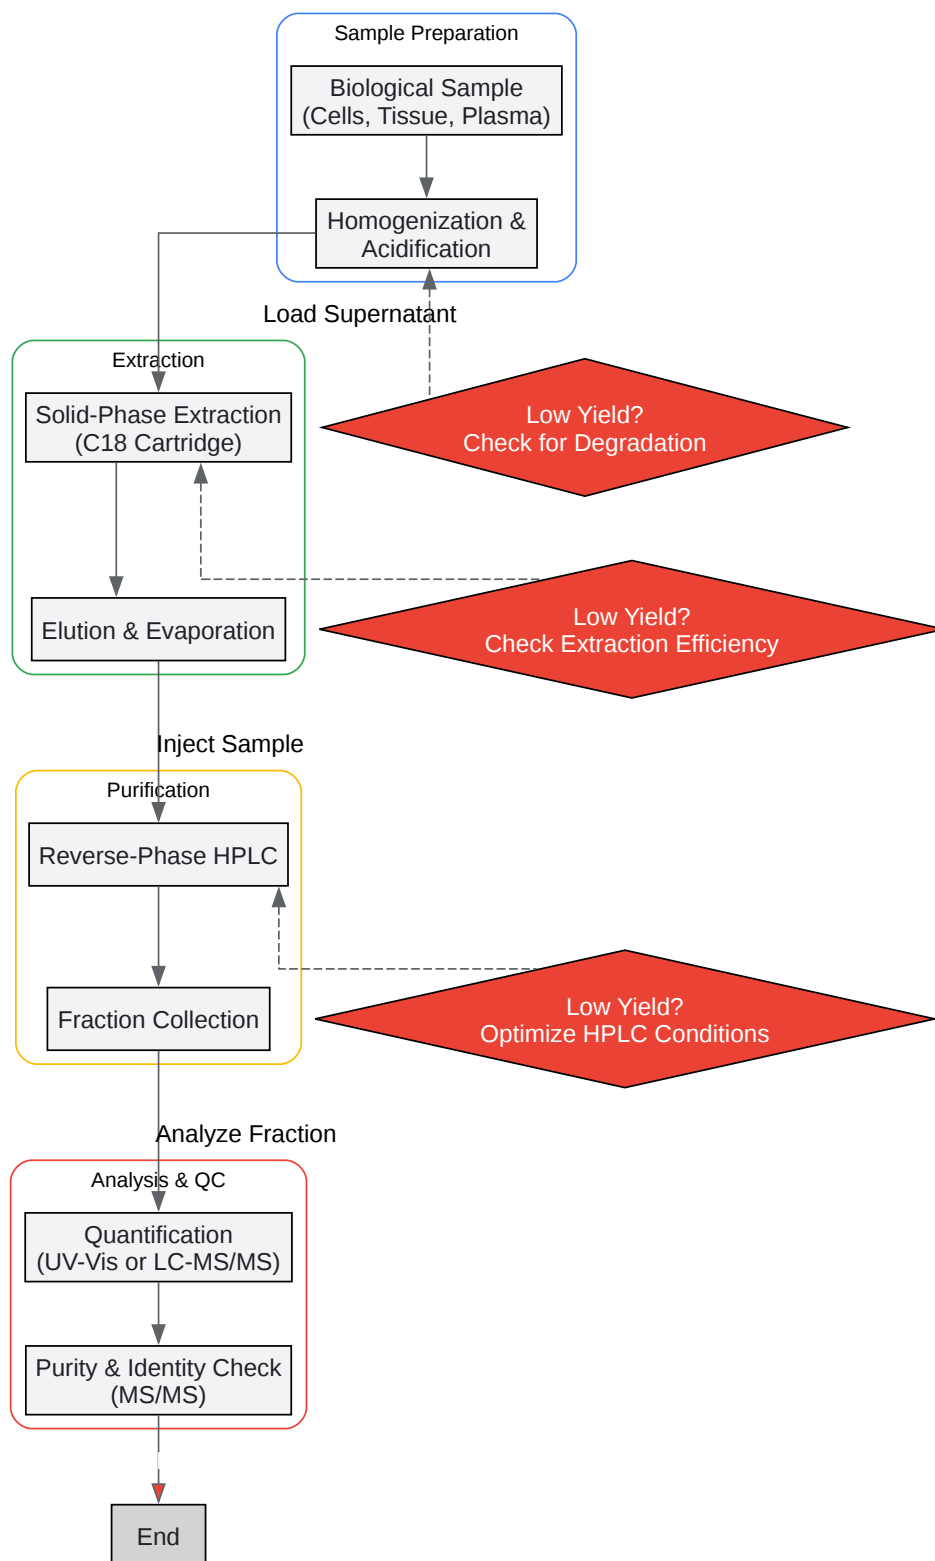 Sample Preparation
Biological Sample
(Cells, Tissue, Plasma)
Homogenization &
Acidification
Load Supernatant
Extraction
Solid-Phase Extraction
(C18 Cartridge)
Low Yield?
Check for Degradation
Elution & Evaporation
Low Yield?
Check Extraction Efficiency
Inject Sample
Purification
Reverse-Phase HPLC
Fraction Collection
Low Yield?
Optimize HPLC Conditions
Analyze Fraction
Analysis & QC
Quantification
(UV-Vis or LC-MS/MS)
Purity & Identity Check
(MS/MS)
End